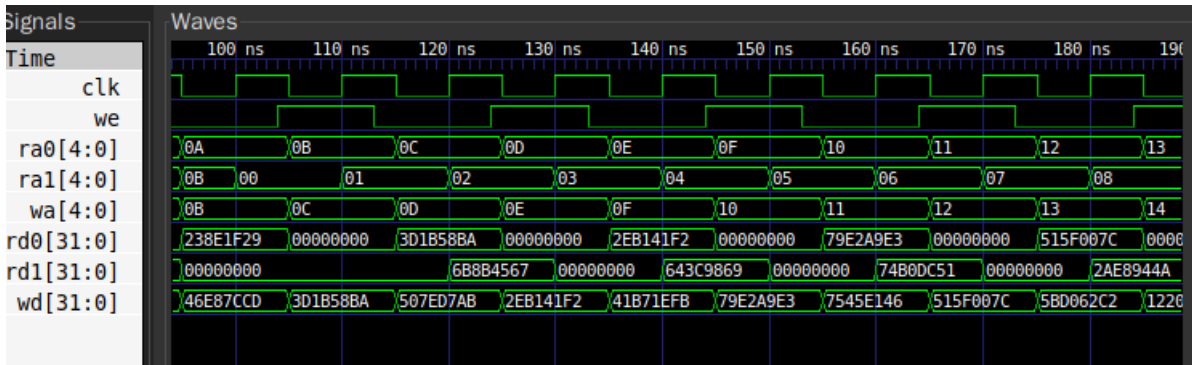 Signals Waves
Time 100 ns 110 ns 120 ns 130 ns 140 ns 150 ns 160 ns 170 ns 180 ns 190
clk
we
ra0[4:0] 0A 0B 0C 0D 0E 0F 10 11 12 13
ra1[4:0] 0B 00 01 02 03 04 05 06 07 08
wa[4:0] 0B 0C 0D 0E 0F 10 11 12 13 14
rd0[31:0] 238E1F29 00000000 3D1B58BA 00000000 2EB141F2 00000000 79E2A9E3 00000000 515F007C 0000
rd1[31:0] 00000000 6B8B4567 00000000 643C9869 00000000 74B0DC51 00000000 2AE8944A
wd[31:0] 46E87CCD 3D1B58BA 507ED7AB 2EB141F2 41B71EFB 79E2A9E3 7545E146 515F007C 5BD062C2 1220